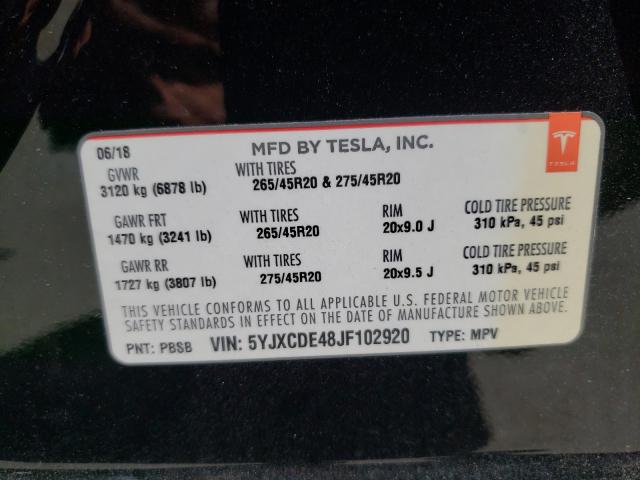 06/18 MFD BY TESLA, INC.
TESLA
GVWR WITH TIRES
3120 kg (6878 lb) 265/45R20 & 275/45R20
GAWR FRT WITH TIRES RIM COLD TIRE PRESSURE
1470 kg (3241 lb) 265/45R20 20x9.0 J 310 kPa, 45 psi
GAWR RR WITH TIRES RIM COLD TIRE PRESSURE
1727 kg (3807 lb) 275/45R20 20x9.5 J 310 kPa, 45 psi
THIS VEHICLE CONFORMS TO ALL APPLICABLE U.S. FEDERAL MOTOR VEHICLE
SAFETY STANDARDS IN EFFECT ON THE DATE OF MANUFACTURE SHOWN ABOVE.
PNT: PBSB VIN: 5YJXCDE48JF102920 TYPE: MPV